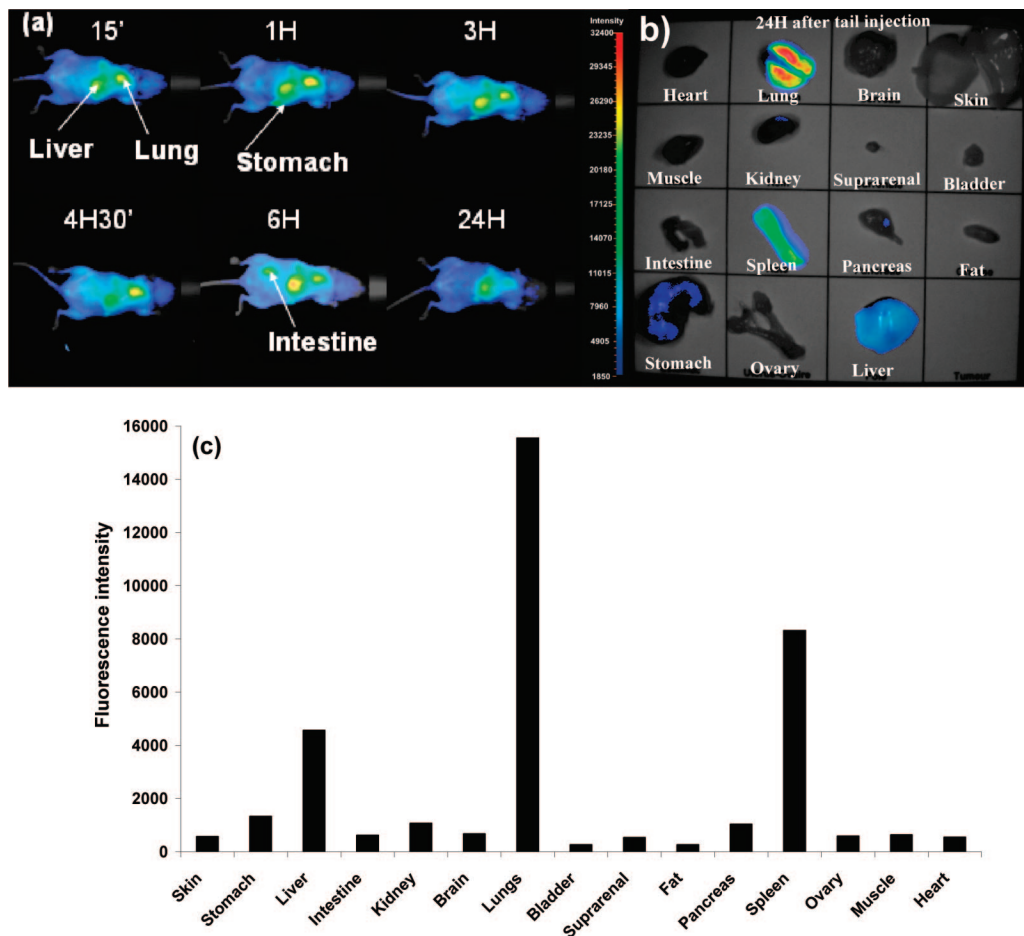 (a)
15'
1H
3H
Liver
Lung
Stomach
4H30'
6H
24H
Intestine
Intensity
32400
29345
26290
23235
20180
17125
14070
11015
7960
4905
1850
b)
24H after tail injection
Heart
Lung
Brain
Skin
Muscle
Kidney
Suprarenal
Bladder
Intestine
Spleen
Pancreas
Fat
Stomach
Ovary
Liver
Tumour
(c)
Fluorescence intensity
16000
14000
12000
10000
8000
6000
4000
2000
0
Skin
Stomach
Liver
Intestine
Kidney
Brain
Lungs
Bladder
Suprarenal
Fat
Pancreas
Spleen
Ovary
Muscle
Heart